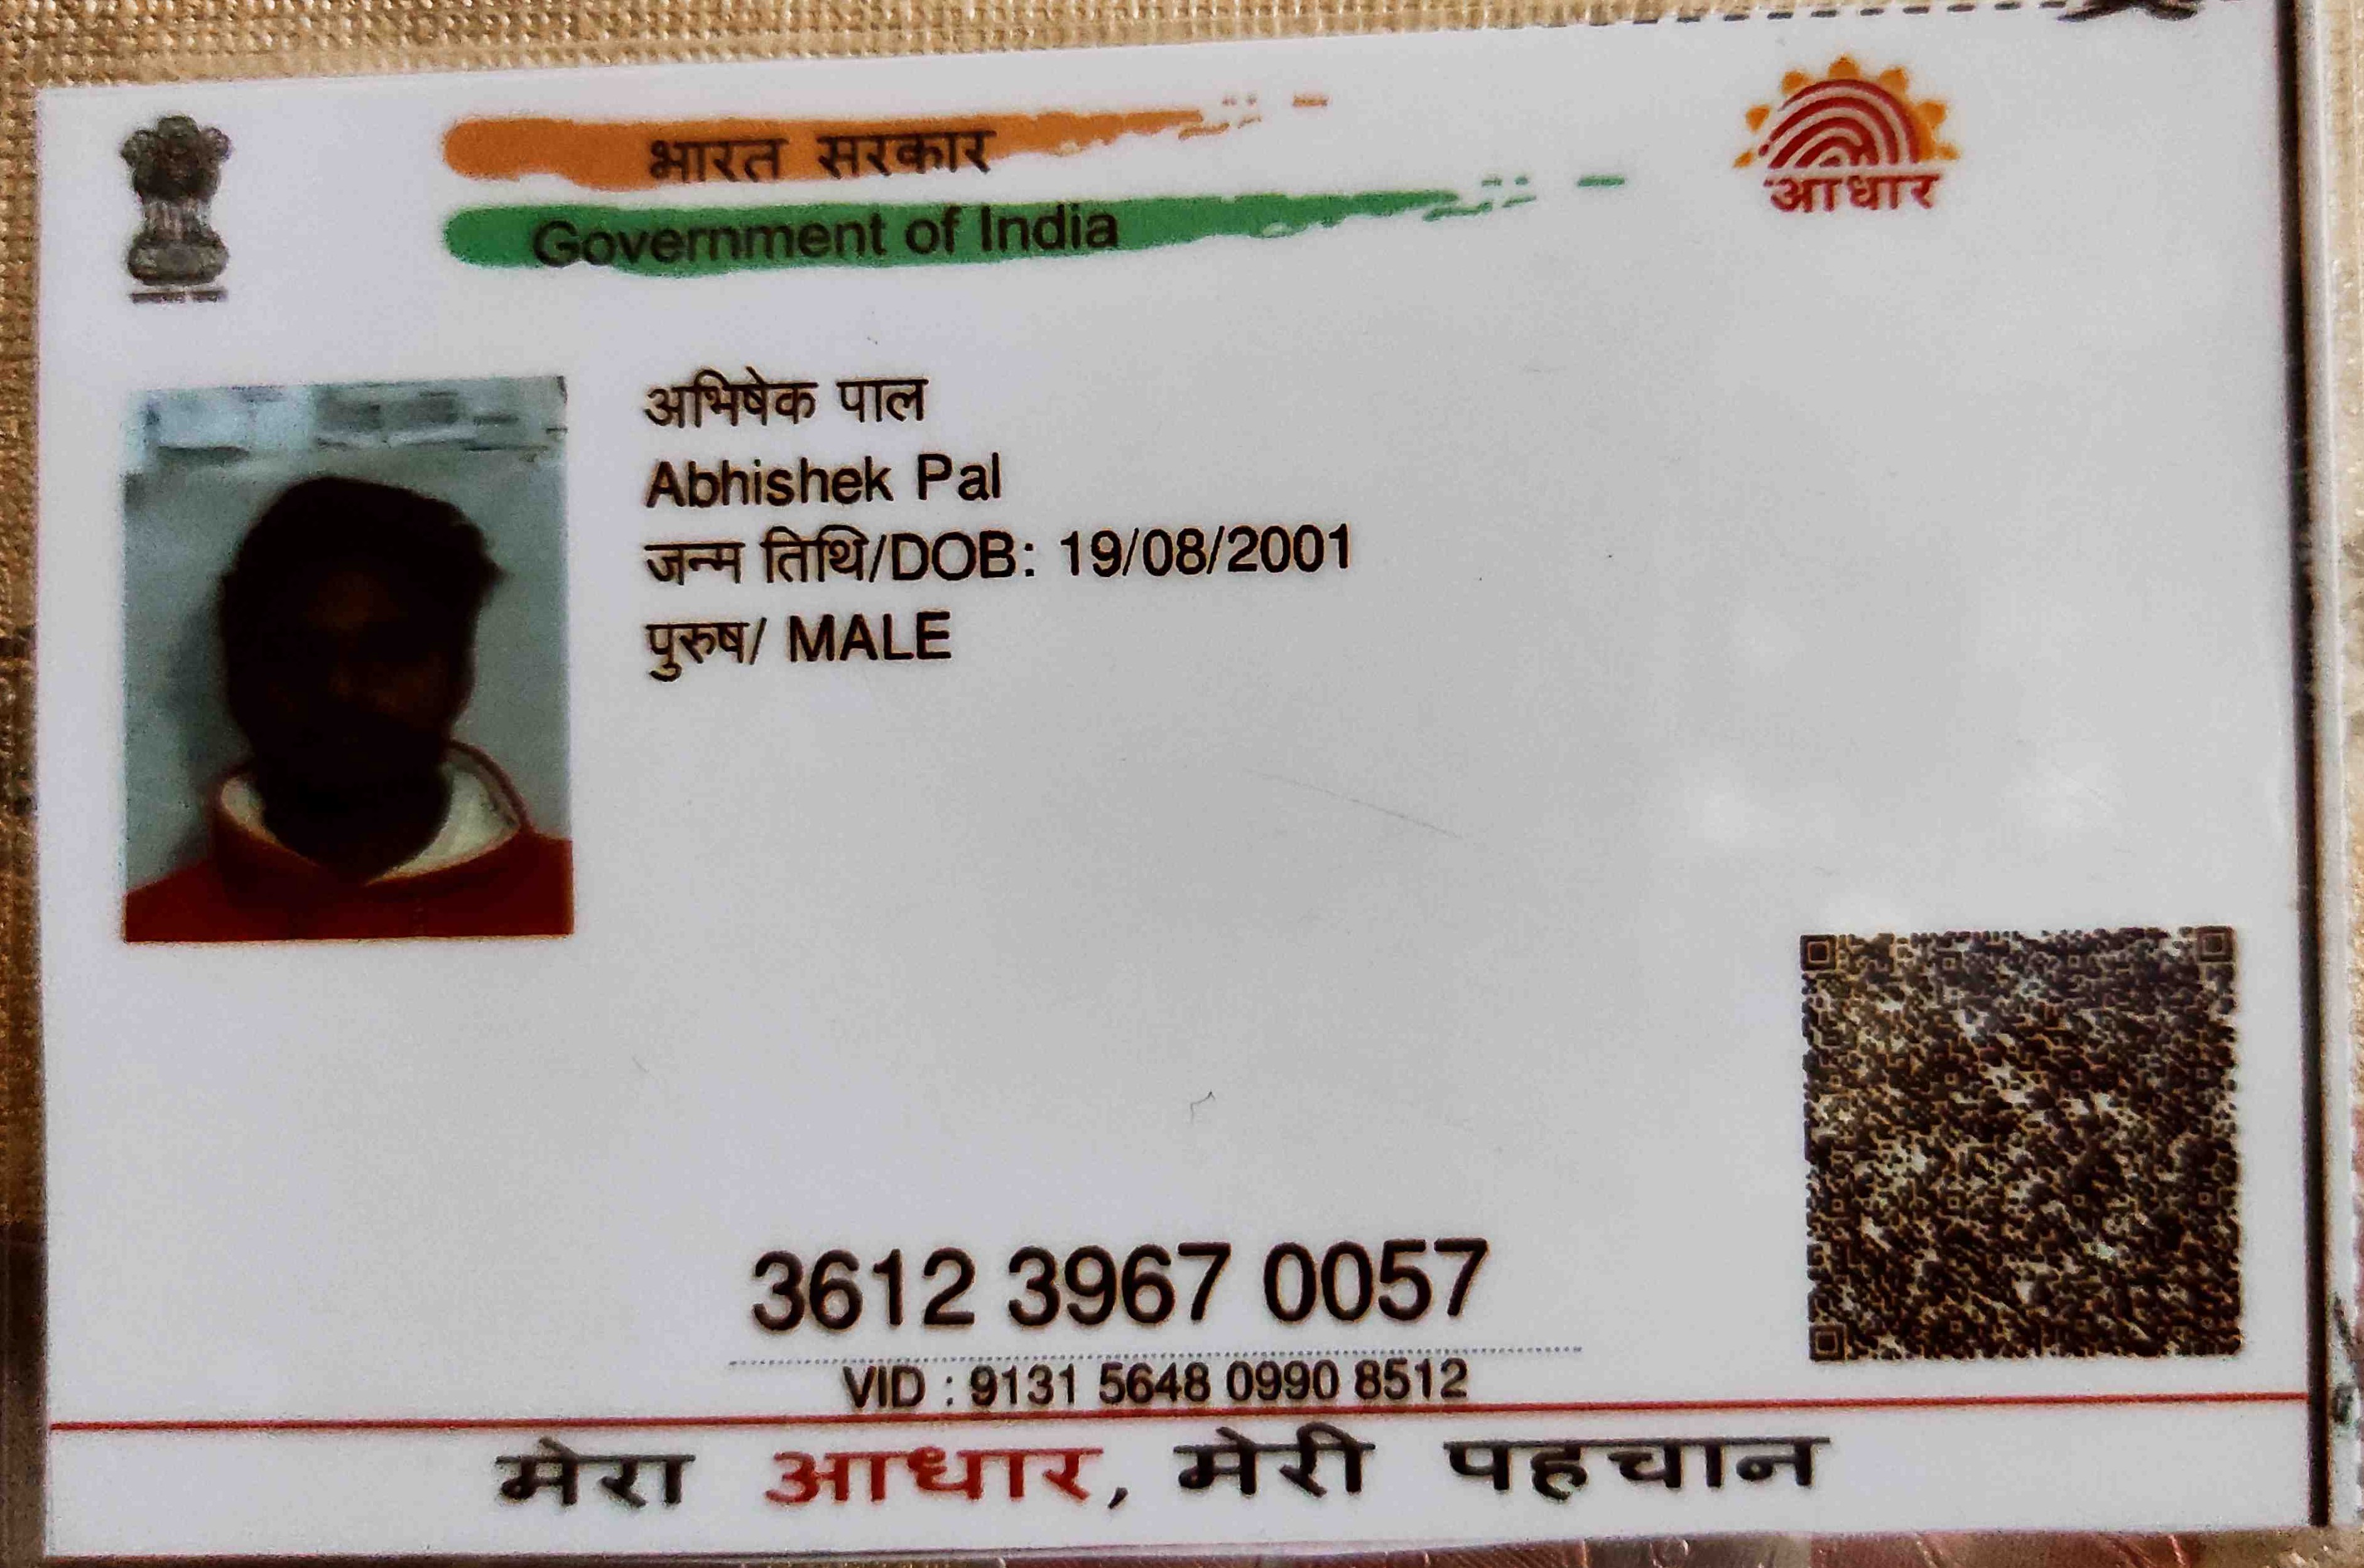 भारत सरकार
Government of India
आधार
अभिषेक पाल
Abhishek Pal
जन्म तिथि/DOB: 19/08/2001
पुरुष/ MALE
3612 3967 0057
VID : 9131 5648 0990 8512
मेरा आधार, मेरी पहचान